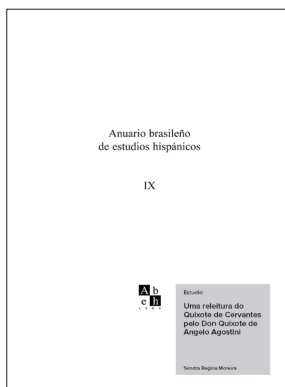 Anuario brasileño
de estudios hispánicos
IX
A b
e h
Estudio:
Uma releitura do
Quixote de Cervantes
pelo Don Quixote de
Angelo Agostini
Sandra Regina Moreira